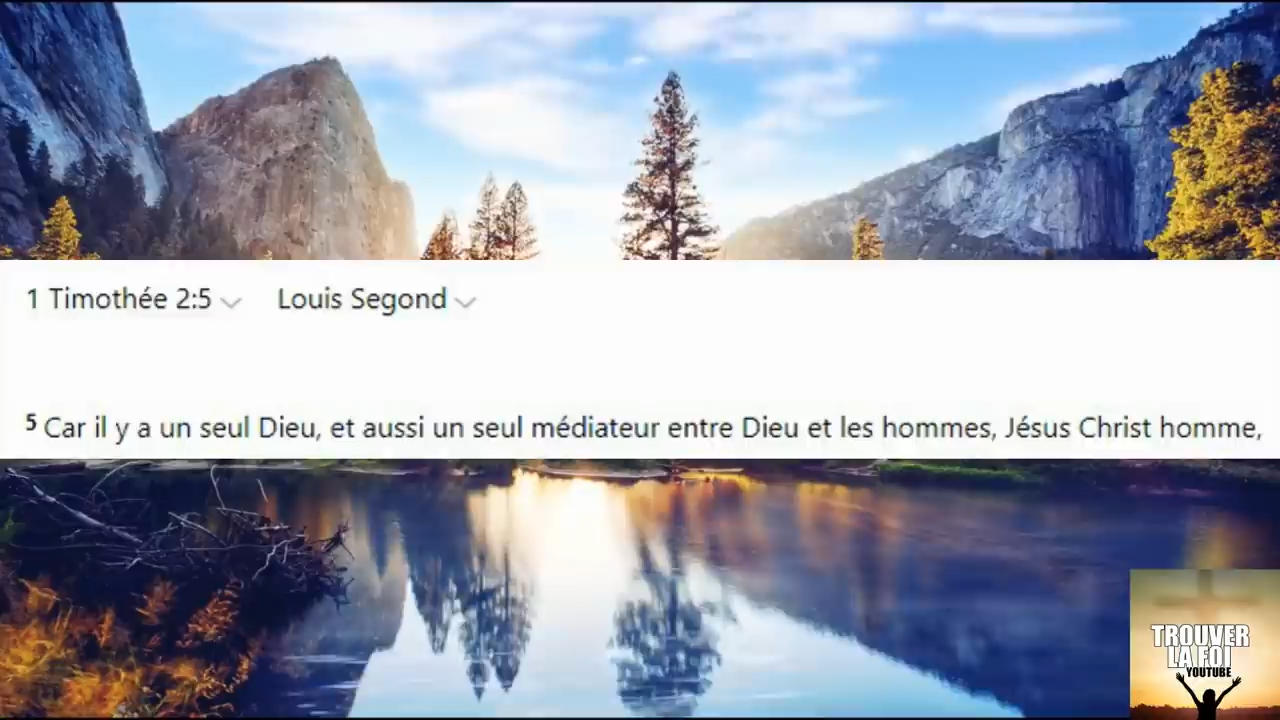 1 Timothée 2:5 Louis Segond
5 Car il y a un seul Dieu, et aussi un seul médiateur entre Dieu et les hommes, Jésus Christ homme,
TROUVER
LA FOI
YOUTUBE